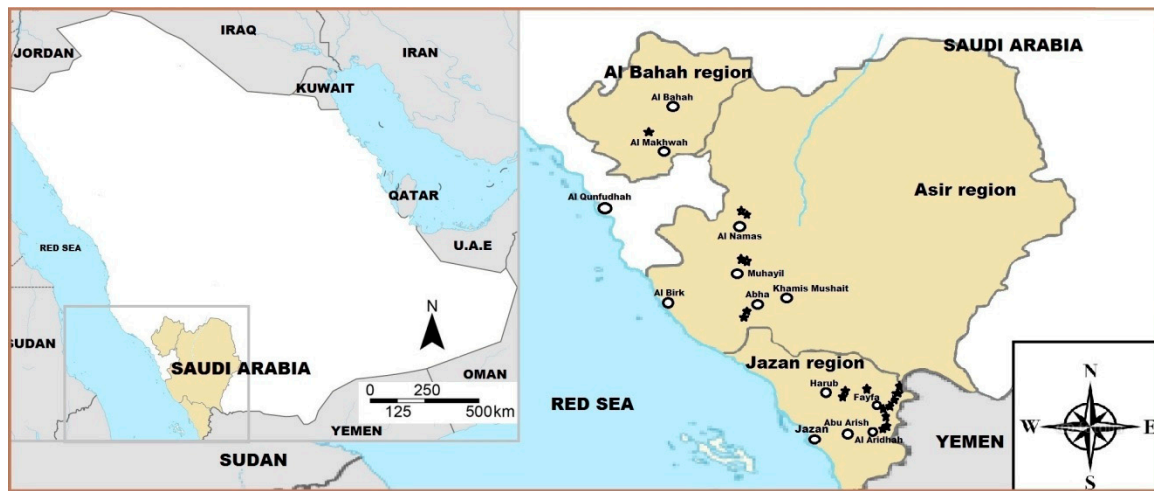 JORDAN
IRAQ
IRAN
KUWAIT
QATAR
U.A.E
RED SEA
N
SUDAN
SAUDI ARABIA
OMAN
0 250
125 500km
YEMEN
SUDAN
SAUDI ARABIA
Al Bahah region
Al Bahah
Al Makhwah
Asir region
Al Qunfudhah
Al Namas
Muhayil
Al Birk
Abha
Khamis Mushait
Jazan region
Harub
Fayfa
RED SEA
Jazan
Abu Arish
Al Aridhah
YEMEN
N
W E
S